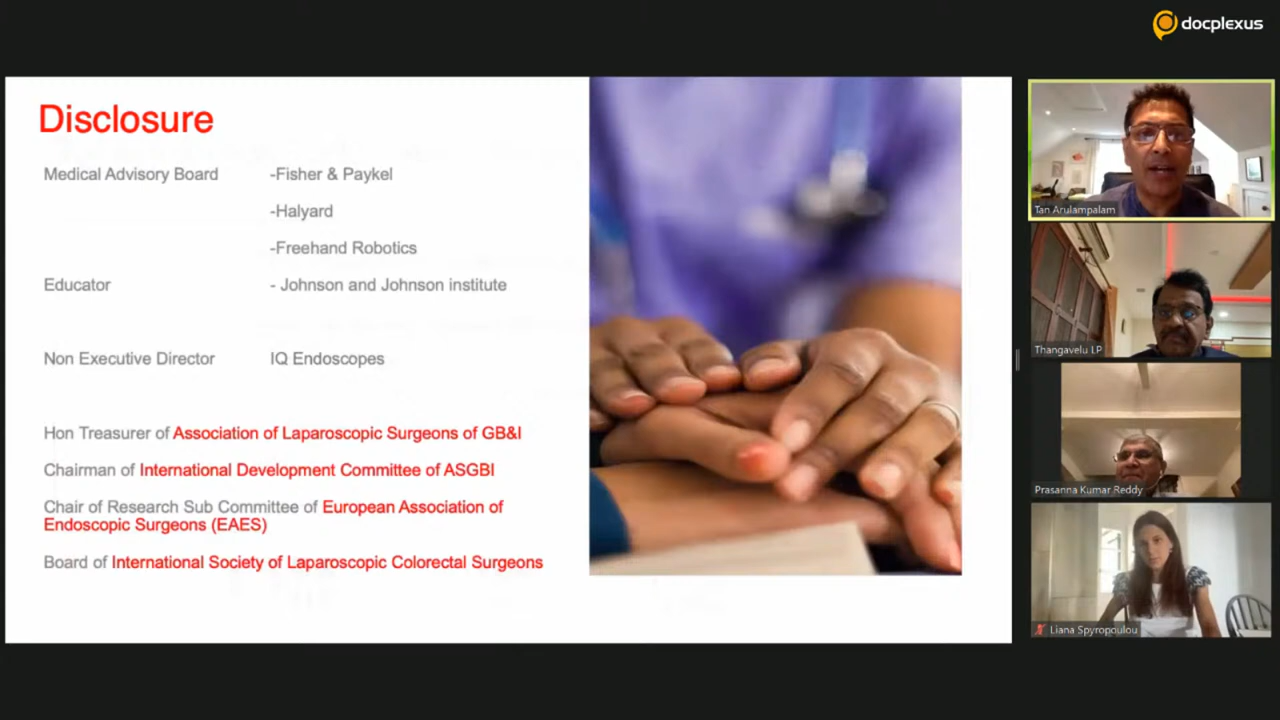 docplexus
Disclosure
Medical Advisory Board -Fisher & Paykel
-Halyard
-Freehand Robotics
Educator - Johnson and Johnson institute
Non Executive Director IQ Endoscopes
Hon Treasurer of Association of Laparoscopic Surgeons of GB&I
Chairman of International Development Committee of ASGBI
Chair of Research Sub Committee of European Association of
Endoscopic Surgeons (EAES)
Board of International Society of Laparoscopic Colorectal Surgeons
Tan Arulampalam
Thangavelu LP
Prasanna Kumar Reddy
Liana Spyropoulou